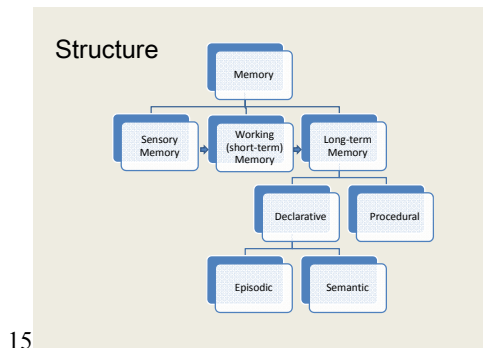 Structure
Memory
Sensory
Memory
Working
(short-term)
Memory
Long-term
Memory
Declarative
Procedural
Episodic
Semantic
15